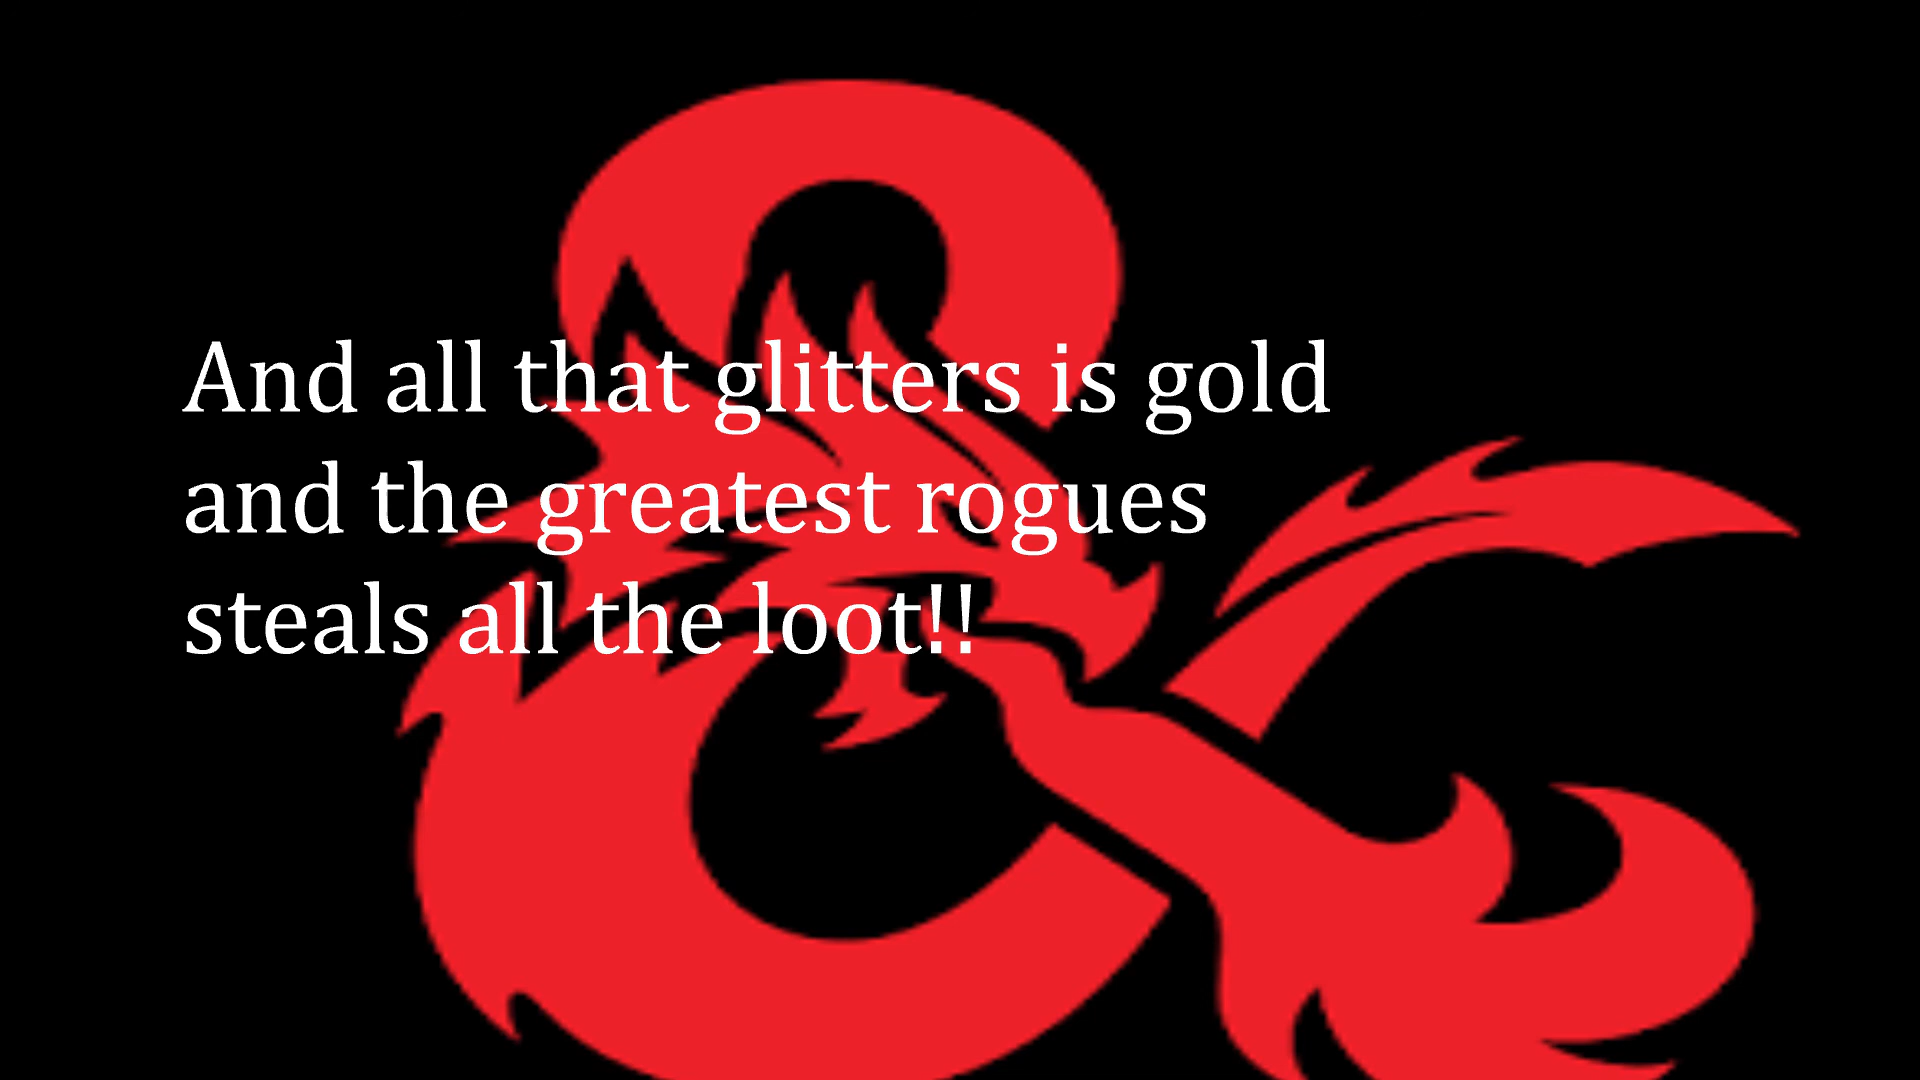 And all that glitters is gold
and the greatest rogues
steals all the loot!!